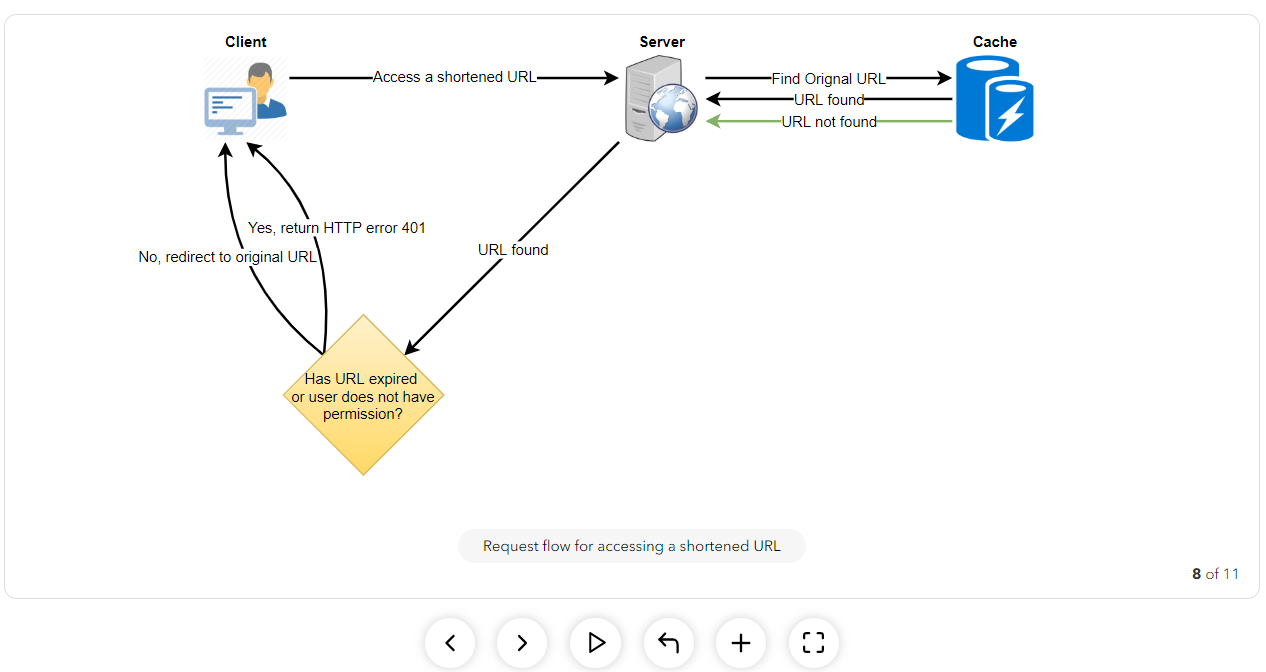 Client
Server
Cache
Access a shortened URL
Find Orignal URL
URL found
URL not found
Yes, return HTTP error 401
No, redirect to original URL
URL found
Has URL expired
or user does not have
permission?
Request flow for accessing a shortened URL
8 of 11